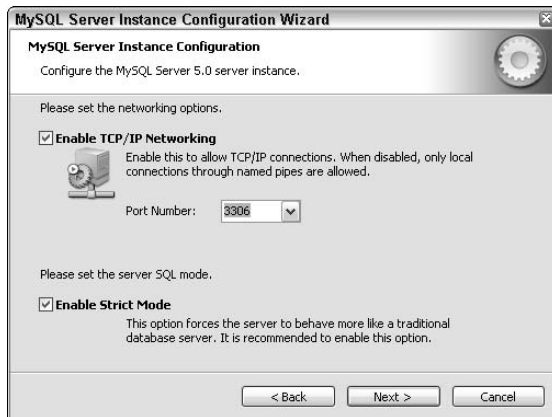 MySQL Server Instance Configuration Wizard
MySQL Server Instance Configuration
Configure the MySQL Server 5.0 server instance.
Please set the networking options.
Enable TCP/IP Networking
Enable this to allow TCP/IP connections. When disabled, only local
connections through named pipes are allowed.
Port Number: 3306
Please set the server SQL mode.
Enable Strict Mode
This option forces the server to behave more like a traditional
database server. It is recommended to enable this option.
< Back Next > Cancel